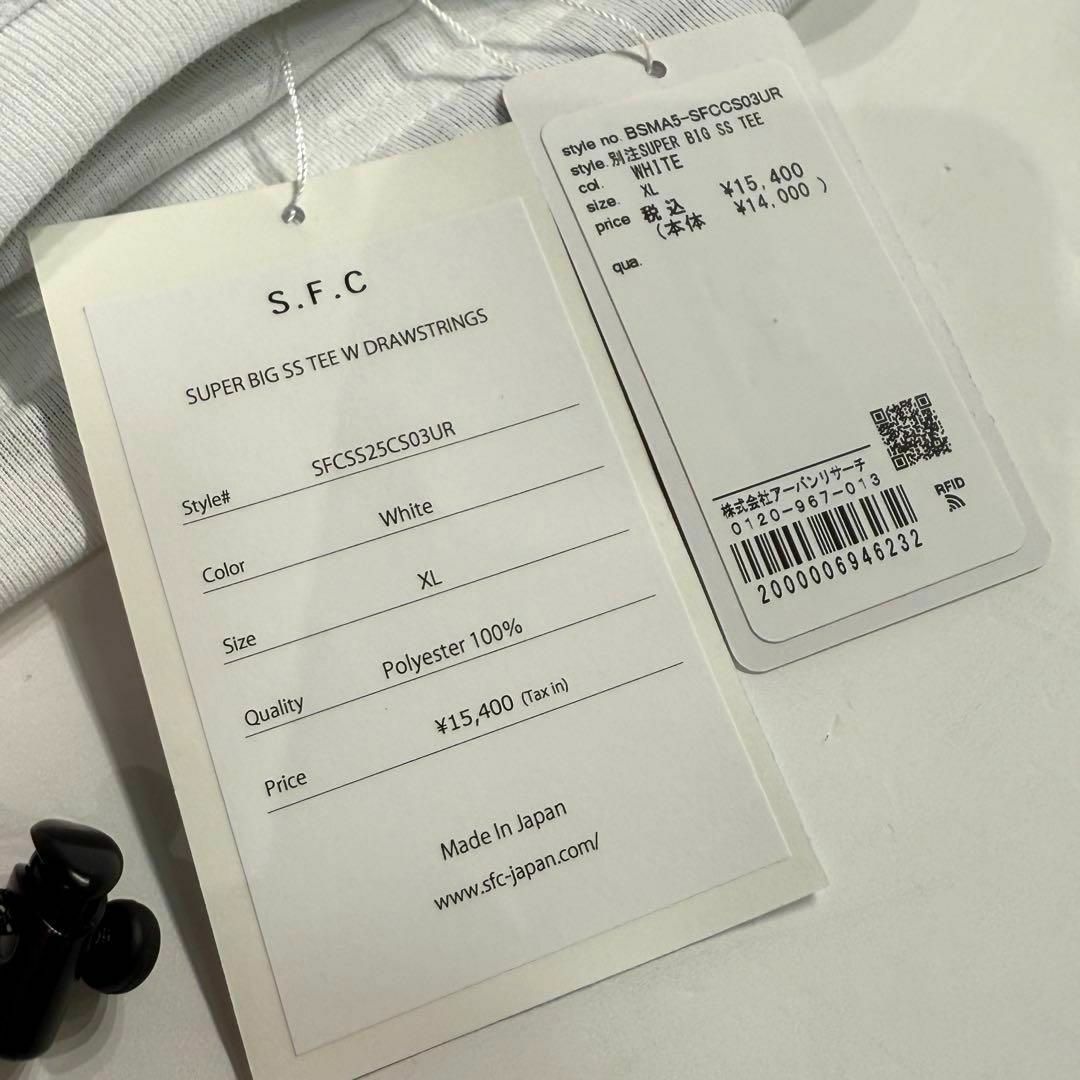 S.F.C
SUPER BIG SS TEE W DRAWSTRINGS
Style# SFCSS25CS03UR
Color White
Size XL
Quality Polyester 100%
Price ¥15,400 (Tax in)
Made In Japan
www.sfc-japan.com/
style no. BSMA5-SFCCS03UR
style. 別注SUPER BIG SS TEE
col. WHITE
size. XL
price 税込 ¥15,400
(本体 ¥14,000 )
qua.
株式会社アーバンリサーチ
0120-967-013
RFID
2000006946232